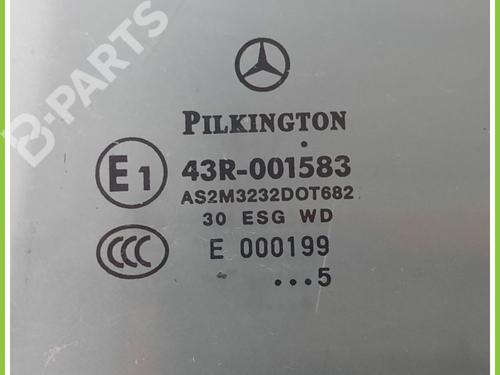 B-PARTS
PILKINGTON
E1 43R-001583
AS2M3232DOT682
30 ESG WD
CCC E 000199
...5